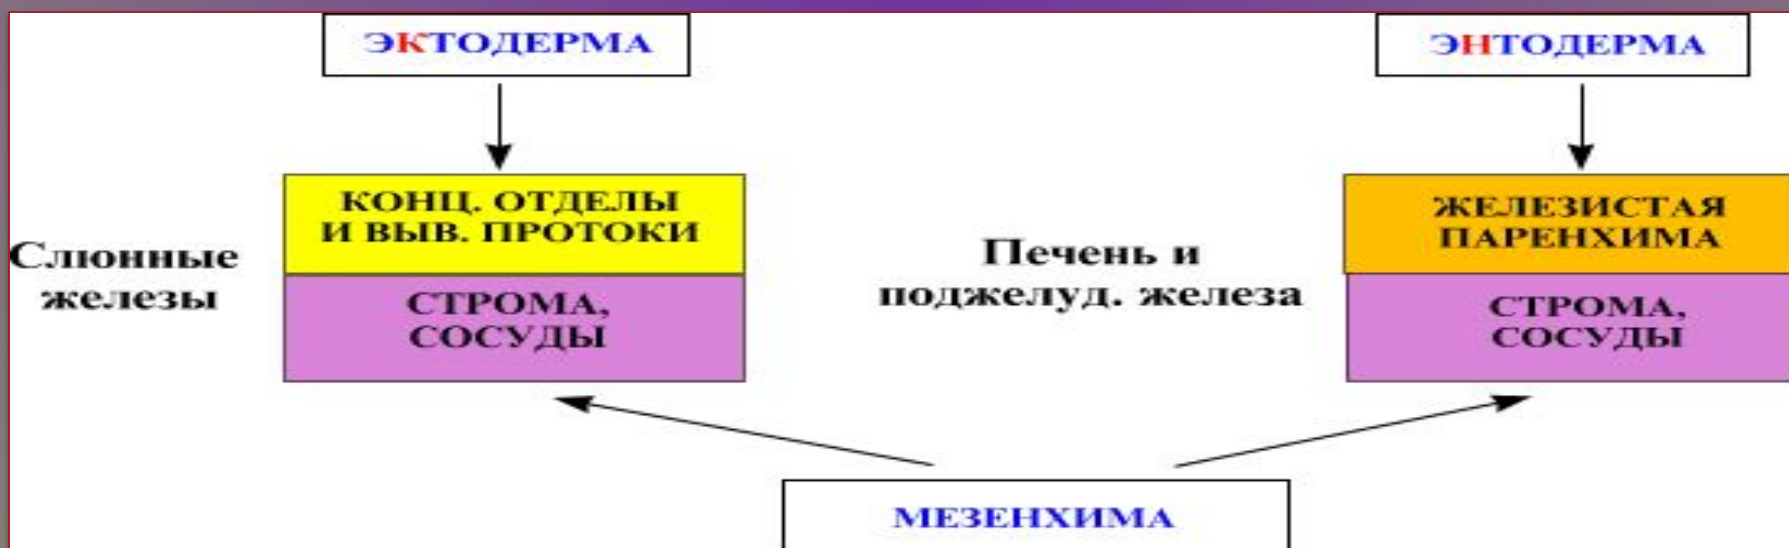 ЭКТОДЕРМА
ЭНТОДЕРМА
Слюнные
железы
КОНЦ. ОТДЕЛЫ
И ВЫВ. ПРОТОКИ
СТРОМА,
СОСУДЫ
Печень и
поджелуд. железа
ЖЕЛЕЗИСТАЯ
ПАРЕНХИМА
СТРОМА,
СОСУДЫ
МЕЗЕНХИМА